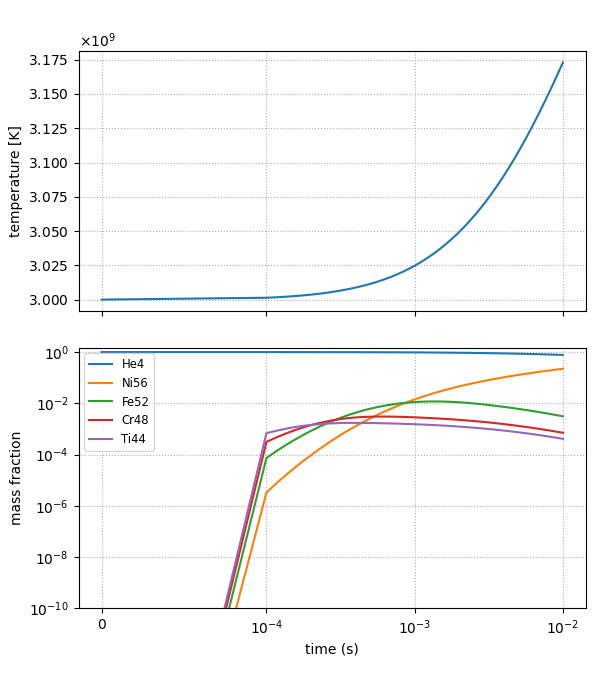 ×10⁹
3.175
3.150
3.125
3.100
3.075
3.050
3.025
3.000
temperature [K]
10⁰
10⁻²
10⁻⁴
10⁻⁶
10⁻⁸
10⁻¹⁰
mass fraction
He4
Ni56
Fe52
Cr48
Ti44
0
10⁻⁴
10⁻³
10⁻²
time (s)